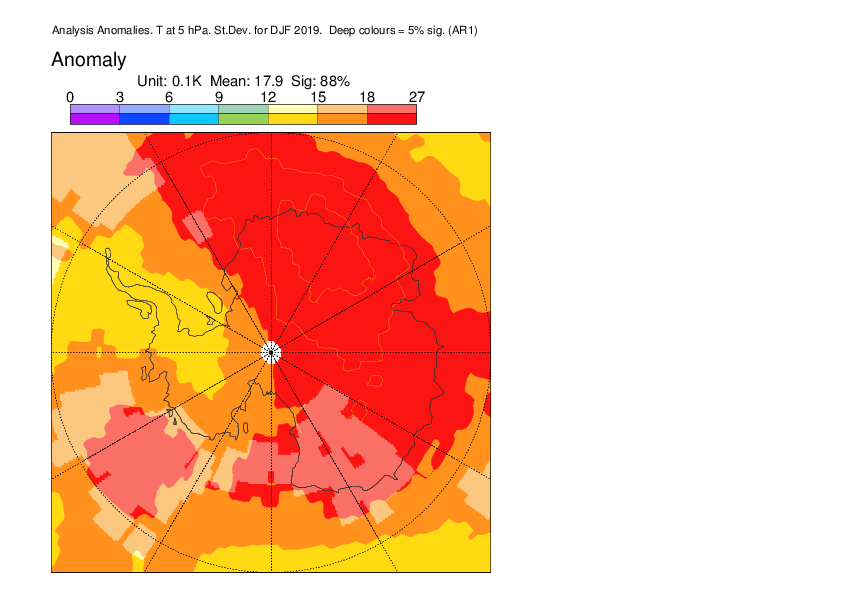 Analysis Anomalies. T at 5 hPa. St.Dev. for DJF 2019.  Deep colours = 5% sig. (AR1)
Anomaly
Unit: 0.1K  Mean: 17.9  Sig: 88%
0 3 6 9 12 15 18 27